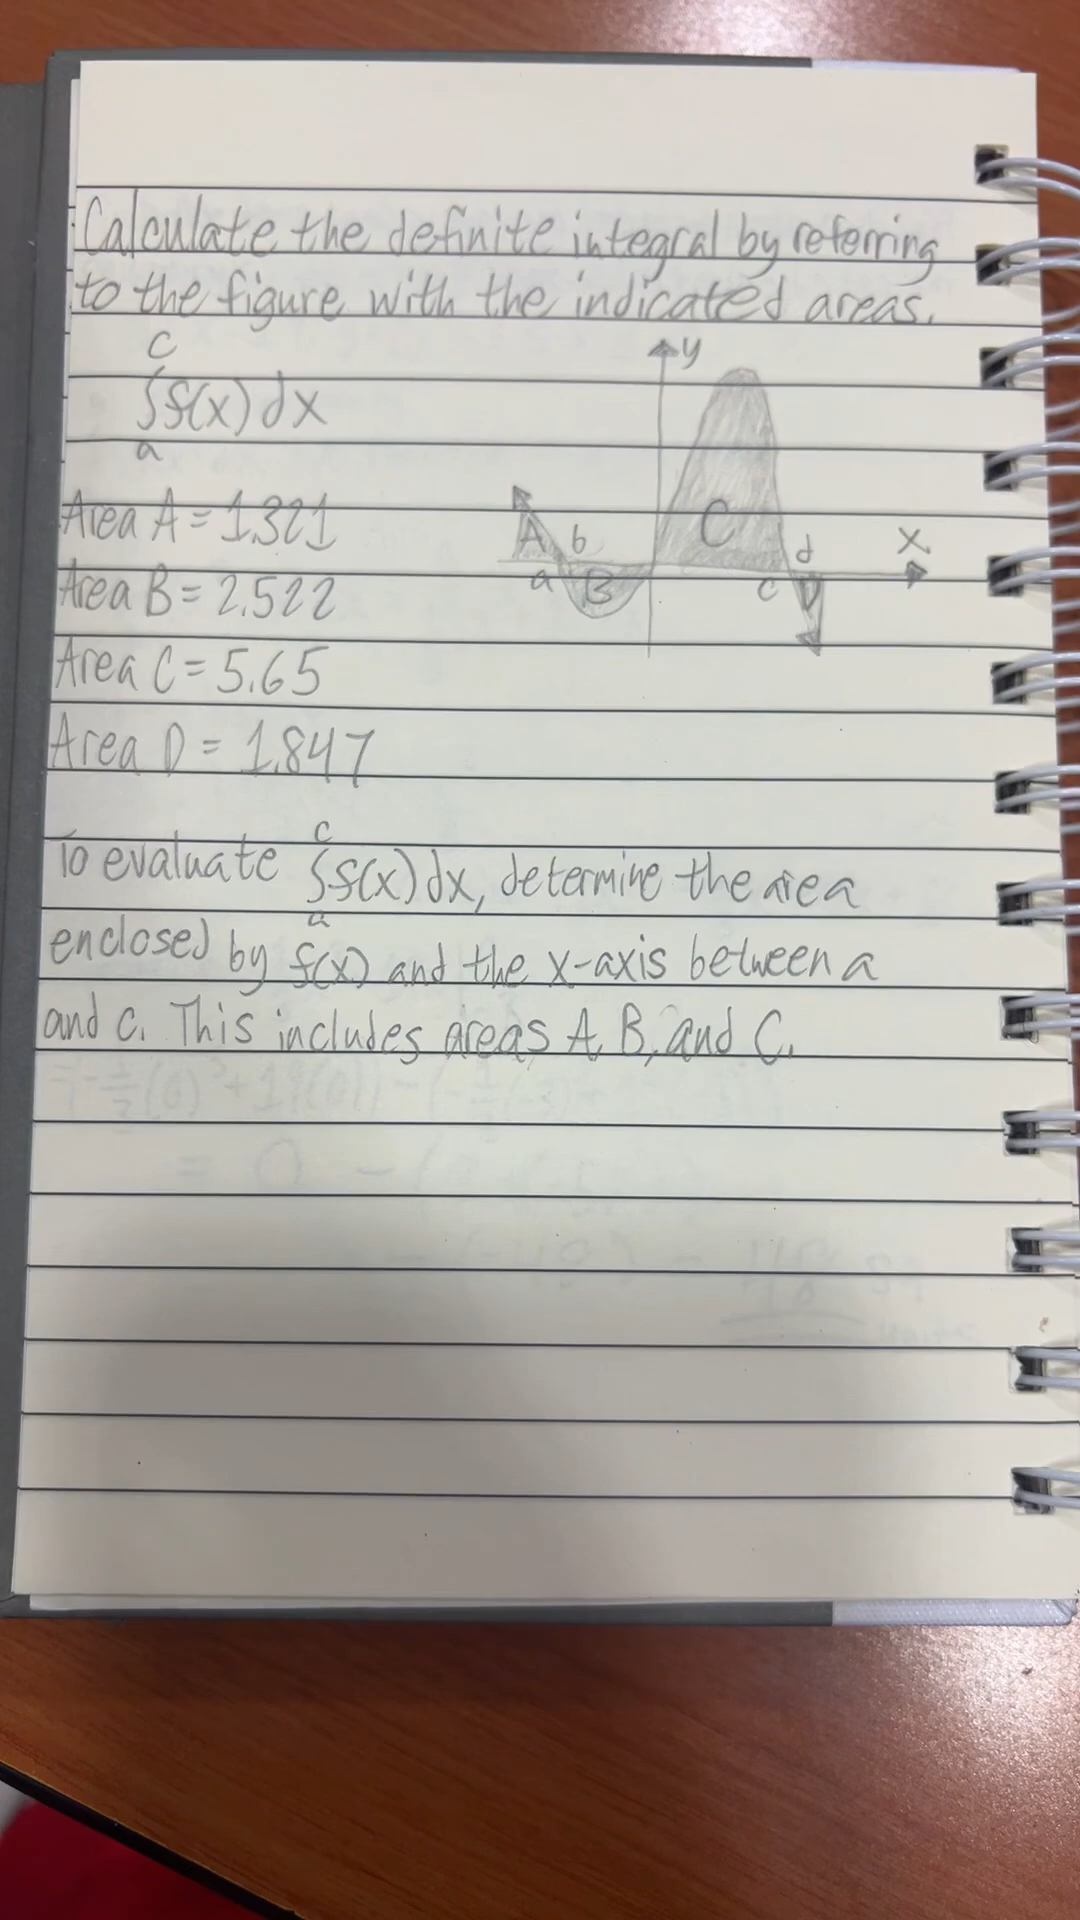 Calculate the definite integral by referring
to the figure with the indicated areas.
c
∫f(x)dx
a
y
Area A = 1.321
A b C d x
a B c D
Area B = 2.522
Area C = 5.65
Area D = 1.847
c
To evaluate ∫f(x)dx, determine the area
a
enclosed by f(x) and the x-axis between a
and c. This includes areas A, B, and C.